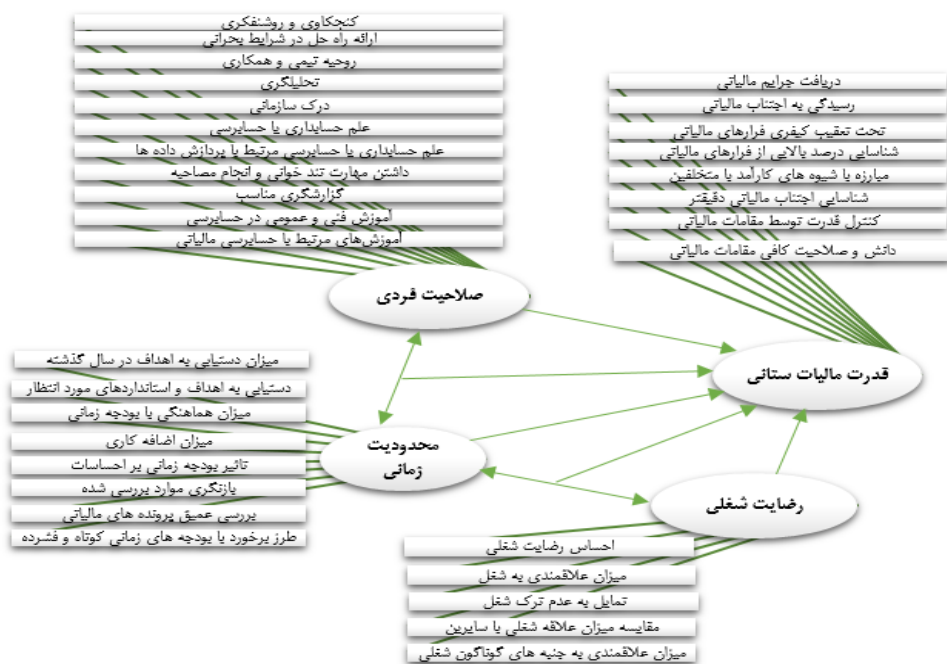 کنجکاوی و روشنفکری
ارائه راه حل در شرایط بحرانی
روحیه تیمی و همکاری
تحلیلگری
درک سازمانی
علم حسابداری یا حسابرسی
علم حسابداری یا حسابرسی مرتبط با پردازش داده ها
داشتن مهارت تند خوانی و انجام مصاحبه
گزارشگری مناسب
آموزش فنی و عمومی در حسابرسی
آموزش‌های مرتبط با حسابرسی مالیاتی
صلاحیت فردی
دریافت جرایم مالیاتی
رسیدگی به اجتناب مالیاتی
تحت تعقیب کیفری فرارهای مالیاتی
شناسایی درصد بالایی از فرارهای مالیاتی
مبارزه با شیوه های کارآمد با متخلفین
شناسایی اجتناب مالیاتی دقیقتر
کنترل قدرت توسط مقامات مالیاتی
دانش و صلاحیت کافی مقامات مالیاتی
قدرت مالیات ستانی
میزان دستیابی به اهداف در سال گذشته
دستیابی به اهداف و استانداردهای مورد انتظار
میزان هماهنگی با بودجه زمانی
میزان اضافه کاری
تاثیر بودجه زمانی بر احساسات
بازنگری موارد بررسی شده
بررسی عمیق پرونده های مالیاتی
طرز برخورد با بودجه های زمانی کوتاه و فشرده
محدودیت
زمانی
رضایت شغلی
احساس رضایت شغلی
میزان علاقمندی به شغل
تمایل به عدم ترک شغل
مقایسه میزان علاقه شغلی با سایرین
میزان علاقمندی به جنبه های گوناگون شغلی